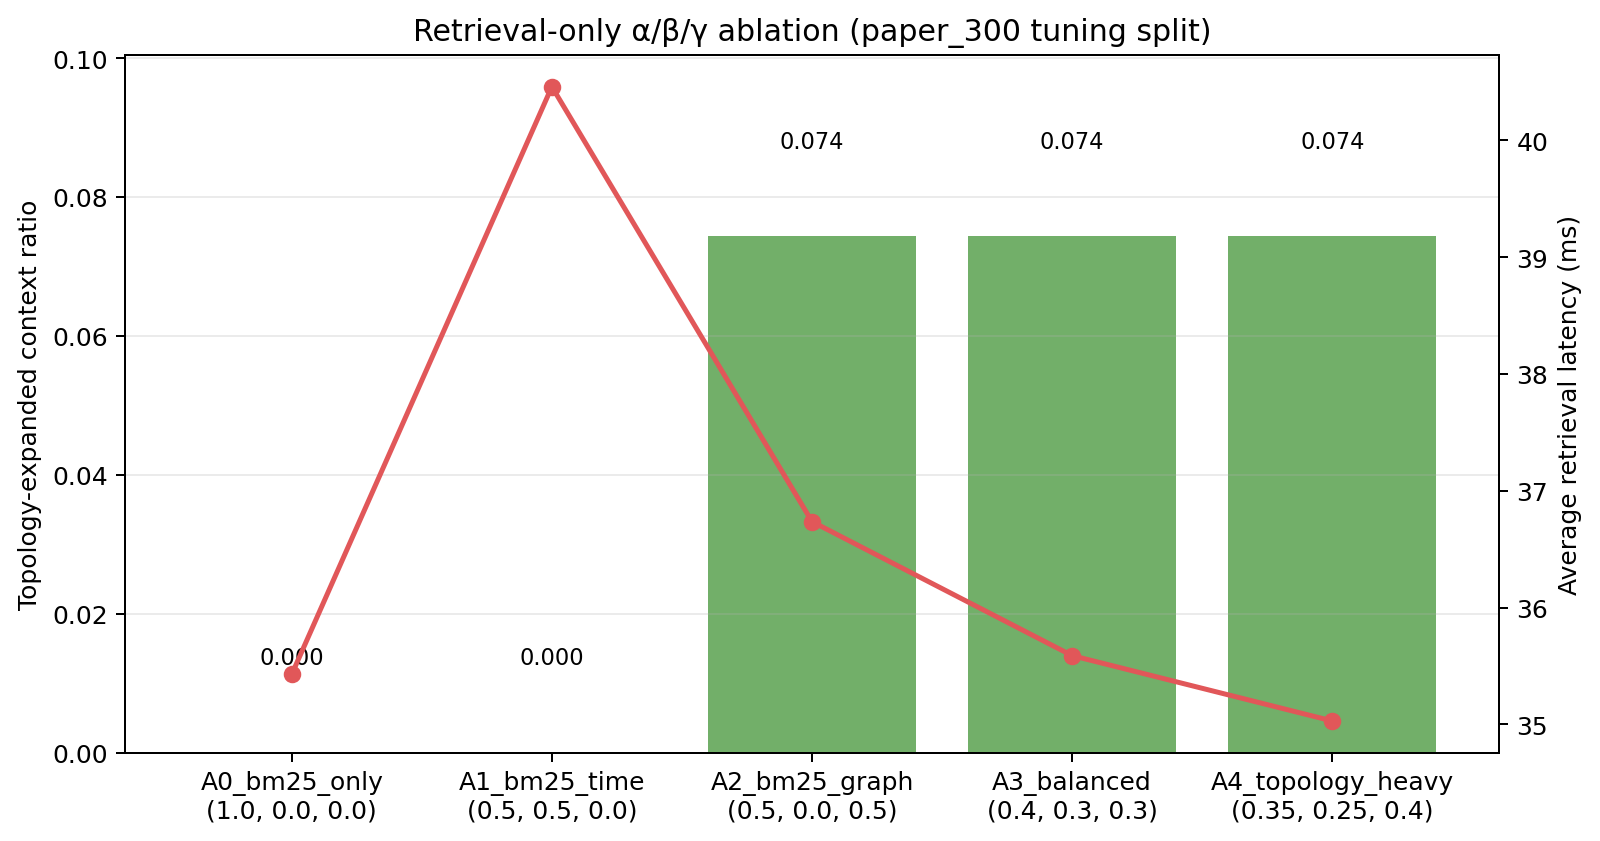 Retrieval-only α/β/γ ablation (paper_300 tuning split)
Topology-expanded context ratio
0.10
0.08
0.06
0.04
0.02
0.00
0.000
0.000
0.074
0.074
0.074
40
39
38
37
36
35
Average retrieval latency (ms)
A0_bm25_only
(1.0, 0.0, 0.0)
A1_bm25_time
(0.5, 0.5, 0.0)
A2_bm25_graph
(0.5, 0.0, 0.5)
A3_balanced
(0.4, 0.3, 0.3)
A4_topology_heavy
(0.35, 0.25, 0.4)